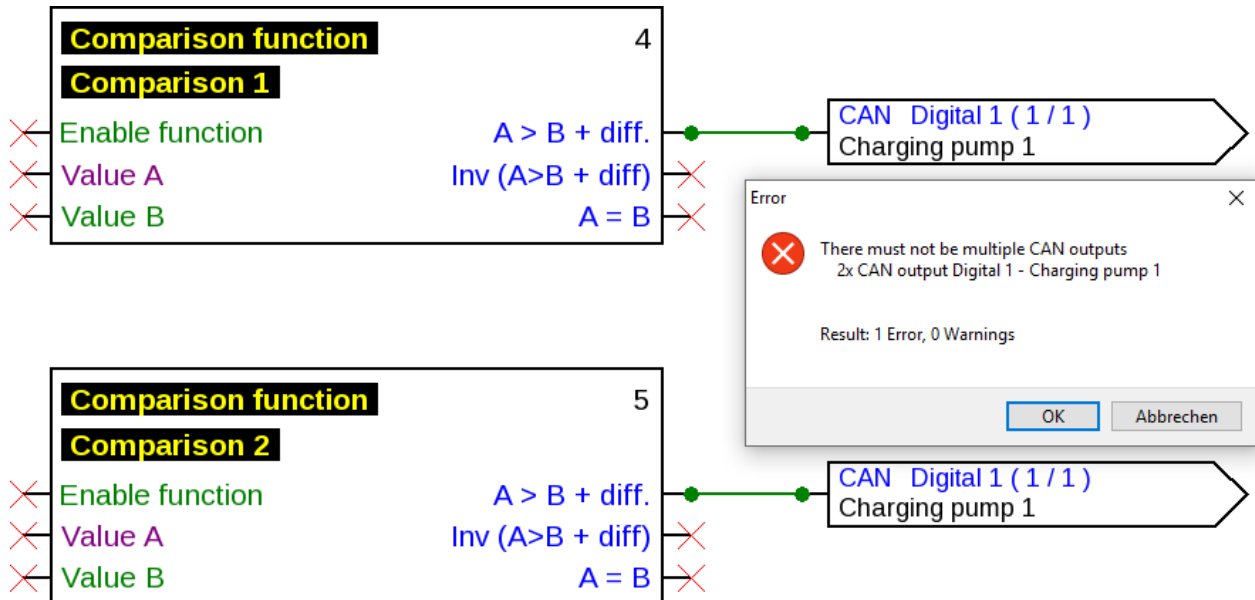 Comparison function 4
Comparison 1
Enable function A > B + diff.
Value A Inv (A>B + diff)
Value B A = B
CAN Digital 1 ( 1 / 1 )
Charging pump 1
Error
There must not be multiple CAN outputs
2x CAN output Digital 1 - Charging pump 1
Result: 1 Error, 0 Warnings
OK Abbrechen
Comparison function 5
Comparison 2
Enable function A > B + diff.
Value A Inv (A>B + diff)
Value B A = B
CAN Digital 1 ( 1 / 1 )
Charging pump 1